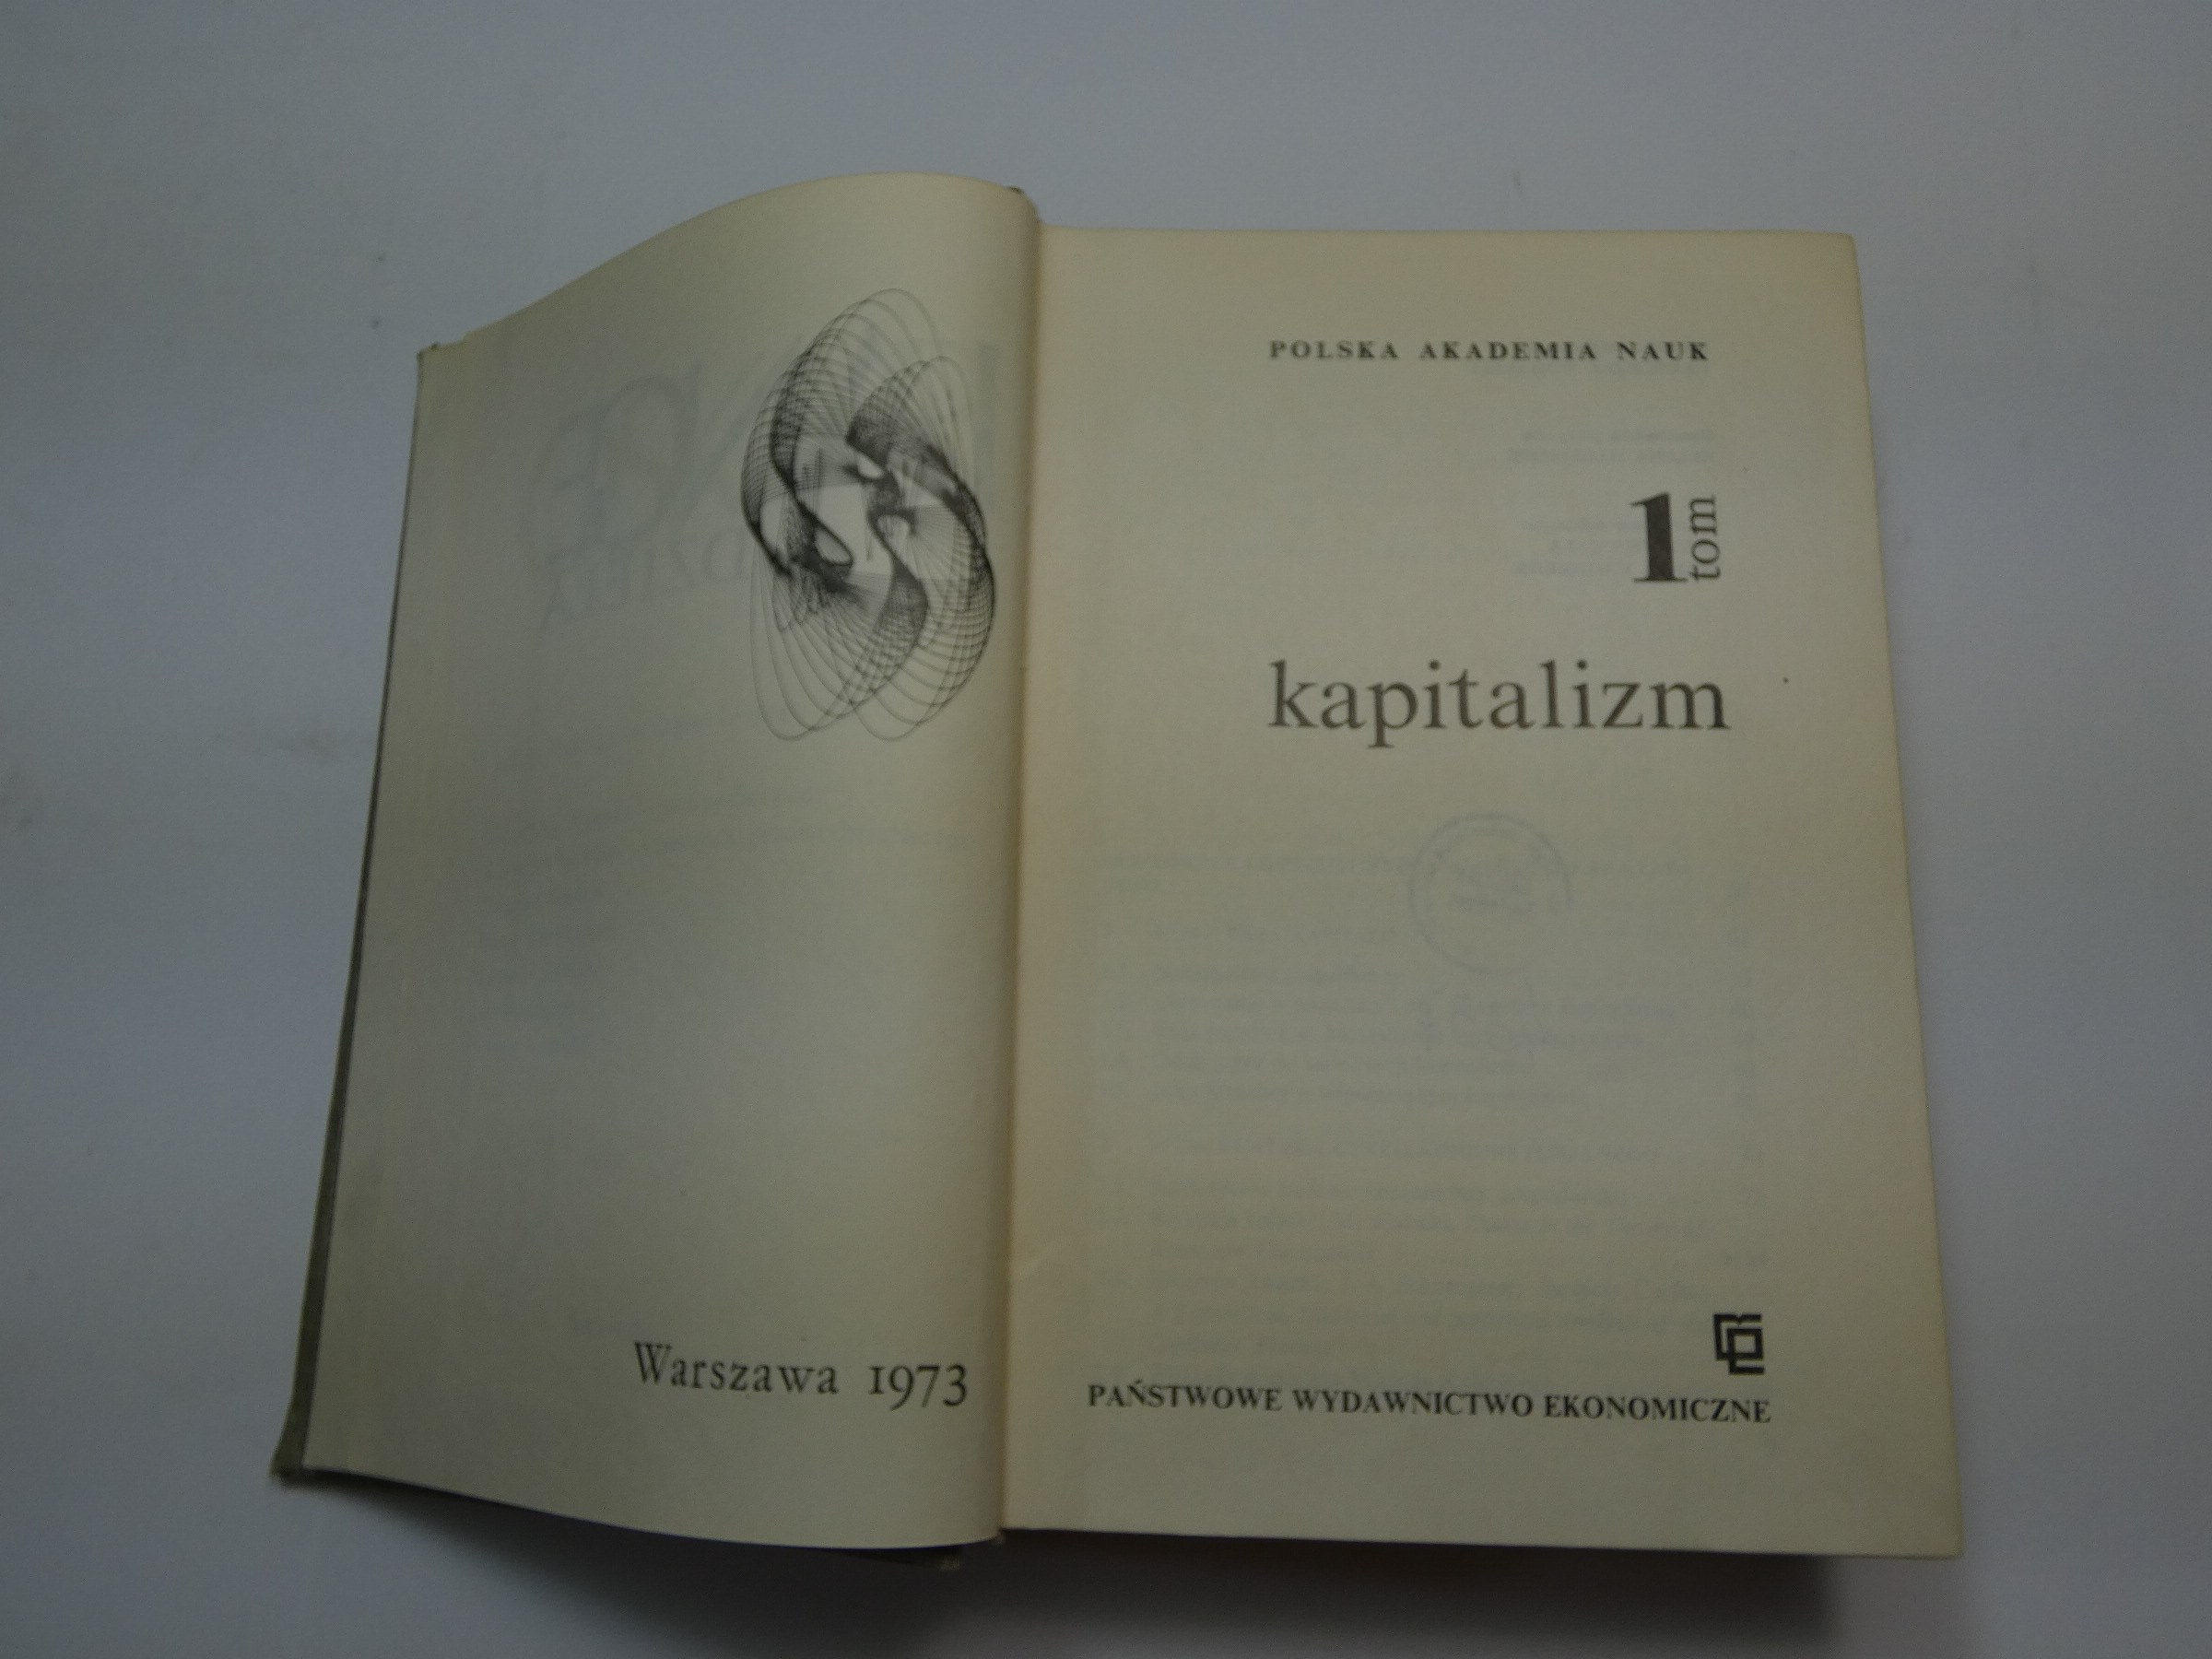 Warszawa 1973
POLSKA AKADEMIA NAUK
1 tom
kapitalizm
PAŃSTWOWE WYDAWNICTWO EKONOMICZNE